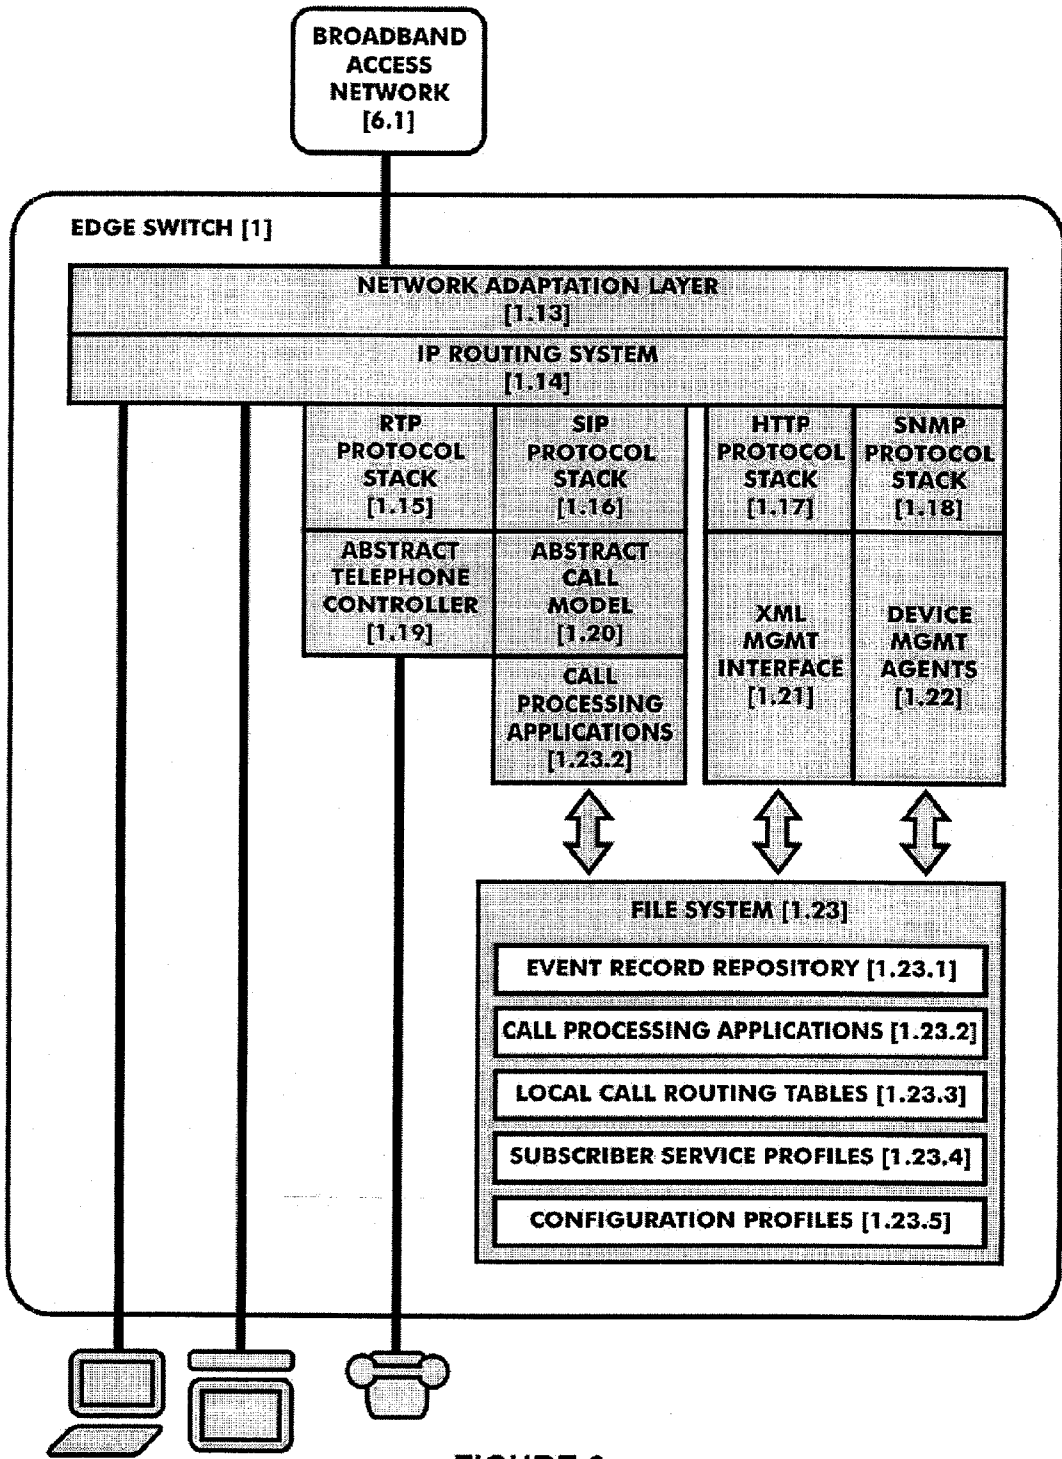 BROADBAND
ACCESS
NETWORK
[6.1]
EDGE SWITCH [1]
NETWORK ADAPTATION LAYER
[1.13]
IP ROUTING SYSTEM
[1.14]
RTP
PROTOCOL
STACK
[1.15]
SIP
PROTOCOL
STACK
[1.16]
HTTP
PROTOCOL
STACK
[1.17]
SNMP
PROTOCOL
STACK
[1.18]
ABSTRACT
TELEPHONE
CONTROLLER
[1.19]
ABSTRACT
CALL
MODEL
[1.20]
XML
MGMT
INTERFACE
[1.21]
DEVICE
MGMT
AGENTS
[1.22]
CALL
PROCESSING
APPLICATIONS
[1.23.2]
FILE SYSTEM [1.23]
EVENT RECORD REPOSITORY [1.23.1]
CALL PROCESSING APPLICATIONS [1.23.2]
LOCAL CALL ROUTING TABLES [1.23.3]
SUBSCRIBER SERVICE PROFILES [1.23.4]
CONFIGURATION PROFILES [1.23.5]
FIGURE